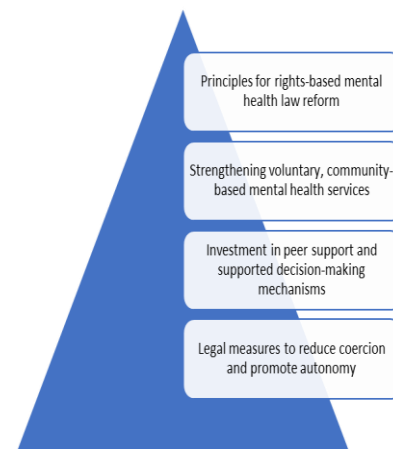 Principles for rights-based mental
health law reform
Strengthening voluntary, community-
based mental health services
Investment in peer support and
supported decision-making
mechanisms
Legal measures to reduce coercion
and promote autonomy